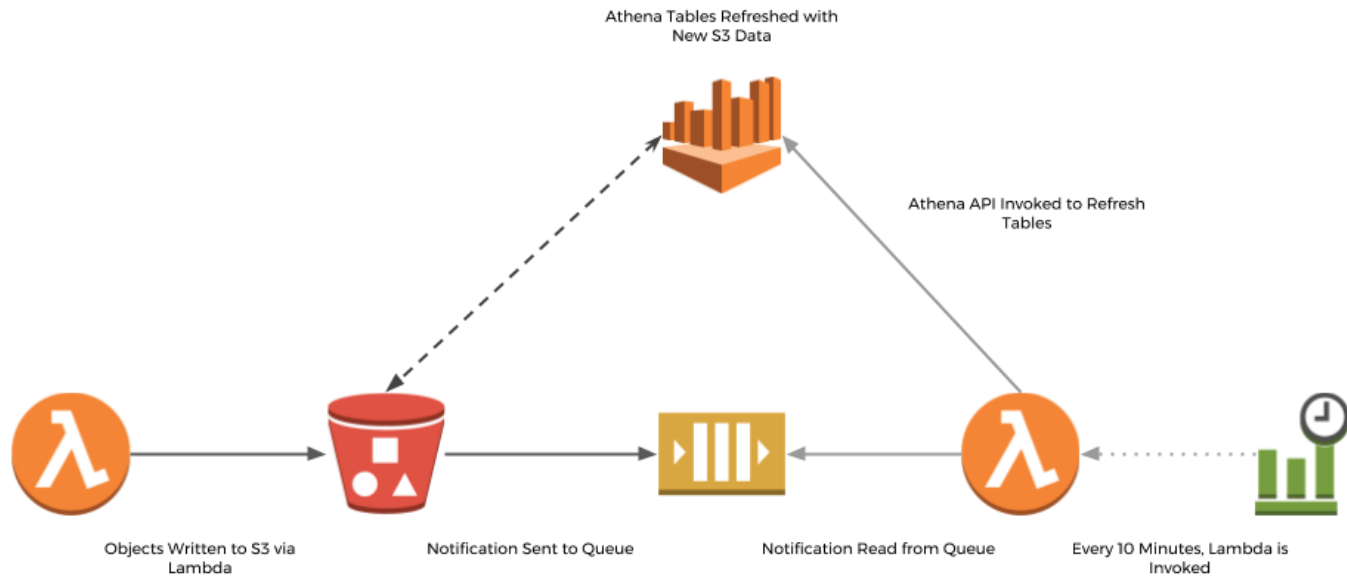 Athena Tables Refreshed with
New S3 Data
Athena API Invoked to Refresh
Tables
Objects Written to S3 via
Lambda
Notification Sent to Queue
Notification Read from Queue
Every 10 Minutes, Lambda is
Invoked